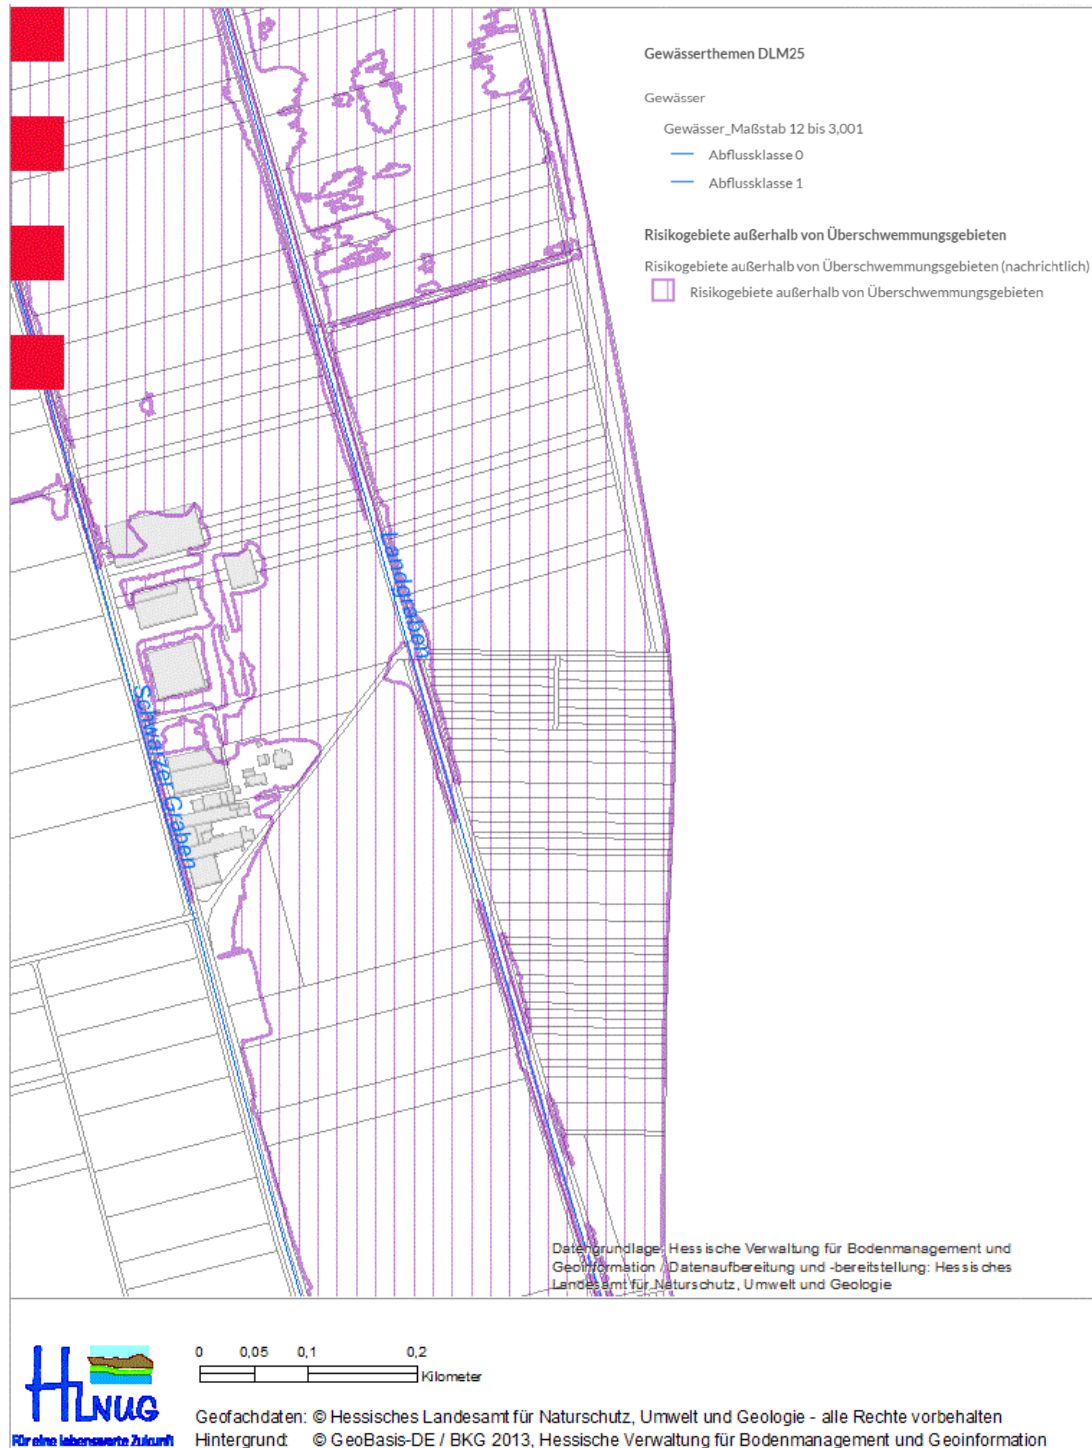 Gewässerthemen DLM25
Gewässer
Gewässer_Maßstab 12 bis 3,001
Abflussklasse 0
Abflussklasse 1
Risikogebiete außerhalb von Überschwemmungsgebieten
Risikogebiete außerhalb von Überschwemmungsgebieten (nachrichtlich)
Risikogebiete außerhalb von Überschwemmungsgebieten
Landgraben
Schwarzer Graben
Datengrundlage: Hessische Verwaltung für Bodenmanagement und
Geoinformation / Datenaufbereitung und -bereitstellung: Hessisches
Landesamt für Naturschutz, Umwelt und Geologie
HLNUG
Für eine lebenswerte Zukunft
0 0,05 0,1 0,2
Kilometer
Geofachdaten: © Hessisches Landesamt für Naturschutz, Umwelt und Geologie - alle Rechte vorbehalten
Hintergrund: © GeoBasis-DE / BKG 2013, Hessische Verwaltung für Bodenmanagement und Geoinformation